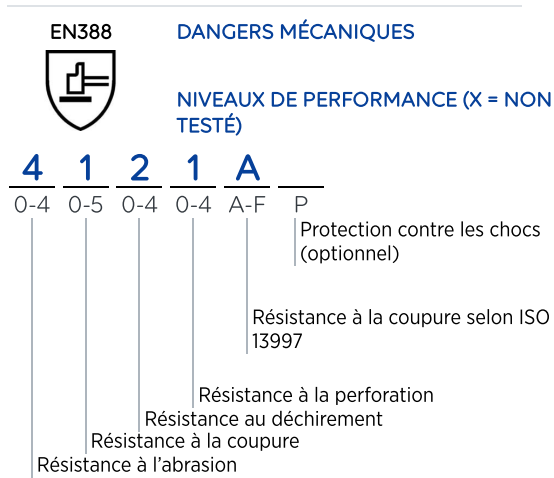 EN388
DANGERS MÉCANIQUES
NIVEAUX DE PERFORMANCE (X = NON
TESTÉ)
4 1 2 1 A
0-4 0-5 0-4 0-4 A-F P
Protection contre les chocs
(optionnel)
Résistance à la coupure selon ISO
13997
Résistance à la perforation
Résistance au déchirement
Résistance à la coupure
Résistance à l’abrasion